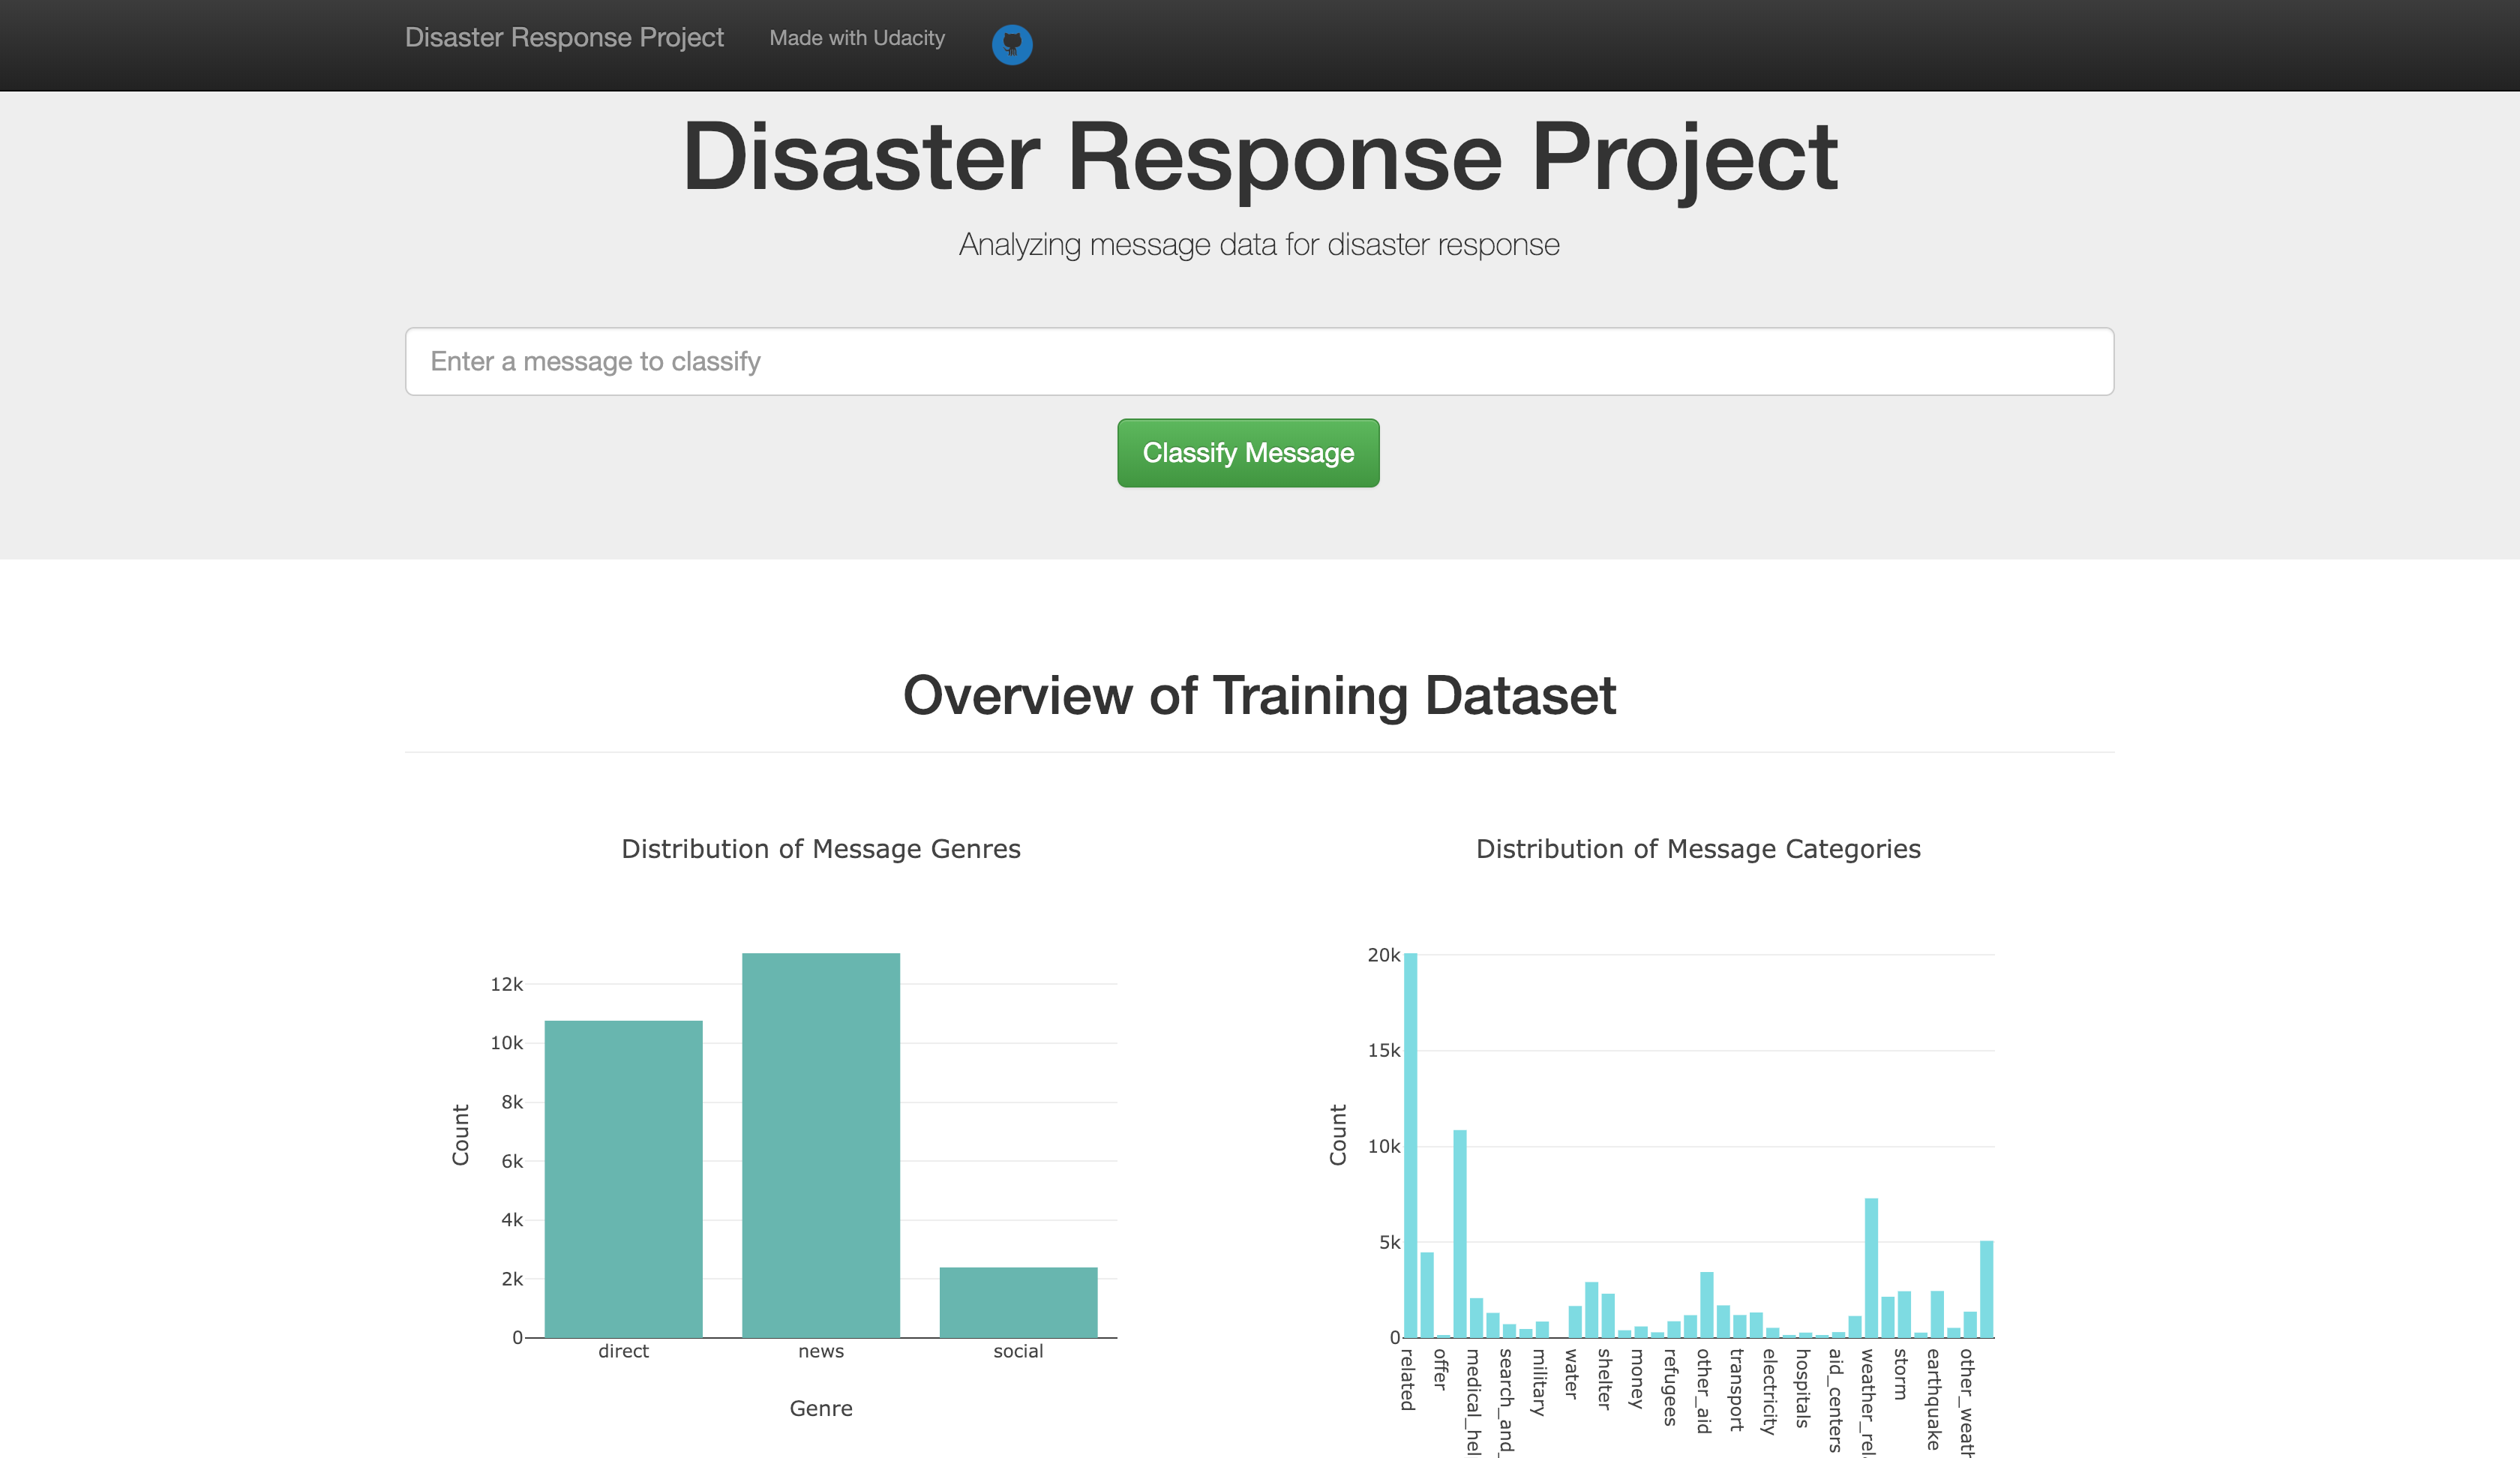 Disaster Response Project Made with Udacity
Disaster Response Project
Analyzing message data for disaster response
Enter a message to classify
Classify Message
Overview of Training Dataset
Distribution of Message Genres
Count
12k
10k
8k
6k
4k
2k
0
direct news social
Genre
Distribution of Message Categories
Count
20k
15k
10k
5k
0
related
offer
medical_hel
search_and_
military
water
shelter
money
refugees
other_aid
transport
electricity
hospitals
aid_centers
weather_rel
storm
earthquake
other_weath